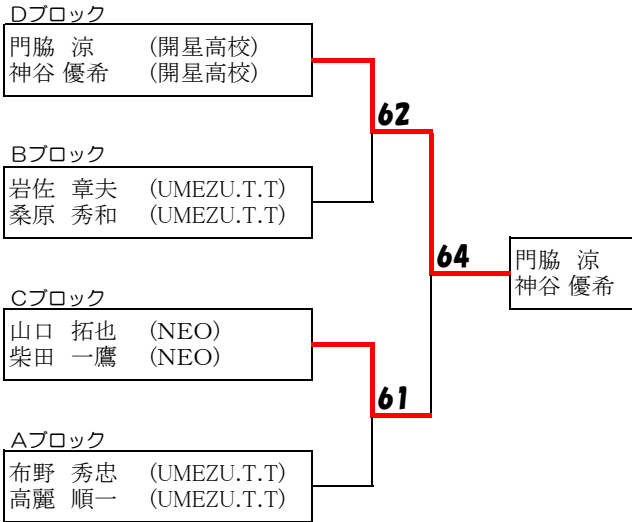 Dブロック
門脇 涼 (開星高校)
神谷 優希 (開星高校)
62
Bブロック
岩佐 章夫 (UMEZU.T.T)
桑原 秀和 (UMEZU.T.T)
64
門脇 涼
神谷 優希
Cブロック
山口 拓也 (NEO)
柴田 一鷹 (NEO)
61
Aブロック
布野 秀忠 (UMEZU.T.T)
高麗 順一 (UMEZU.T.T)